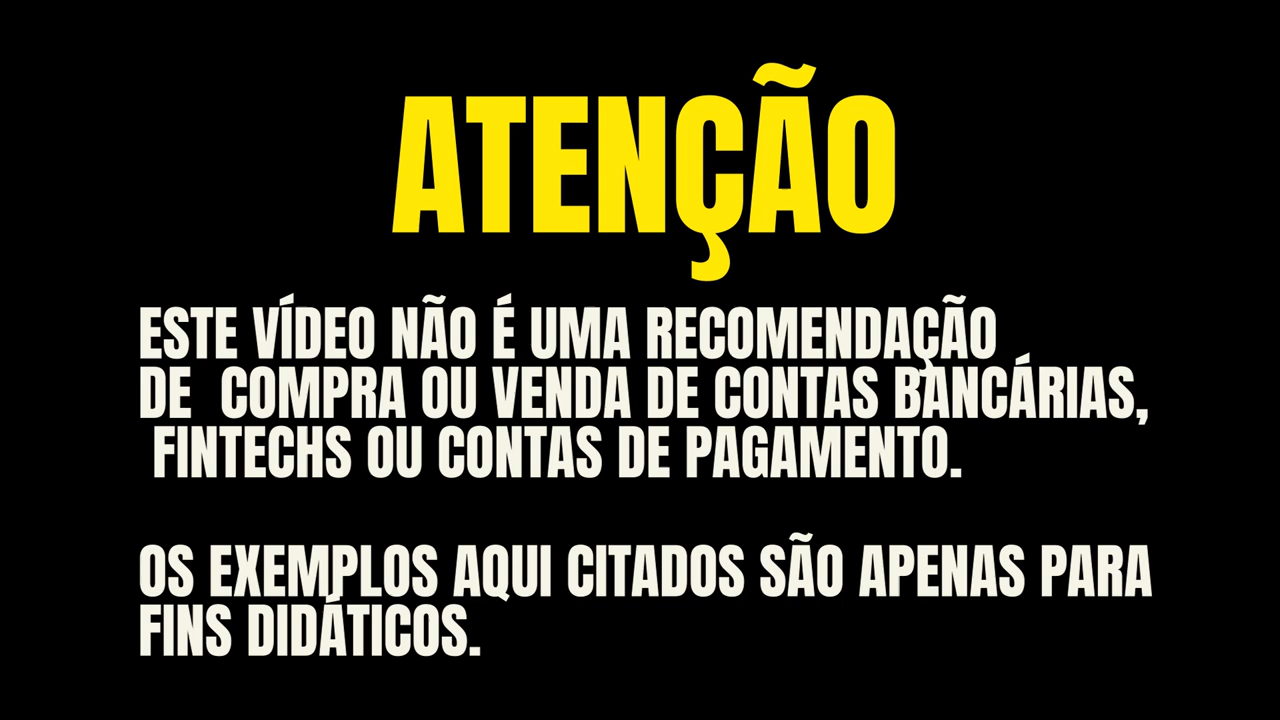 ATENÇÃO
ESTE VÍDEO NÃO É UMA RECOMENDAÇÃO
DE COMPRA OU VENDA DE CONTAS BANCÁRIAS,
FINTECHS OU CONTAS DE PAGAMENTO.
OS EXEMPLOS AQUI CITADOS SÃO APENAS PARA
FINS DIDÁTICOS.